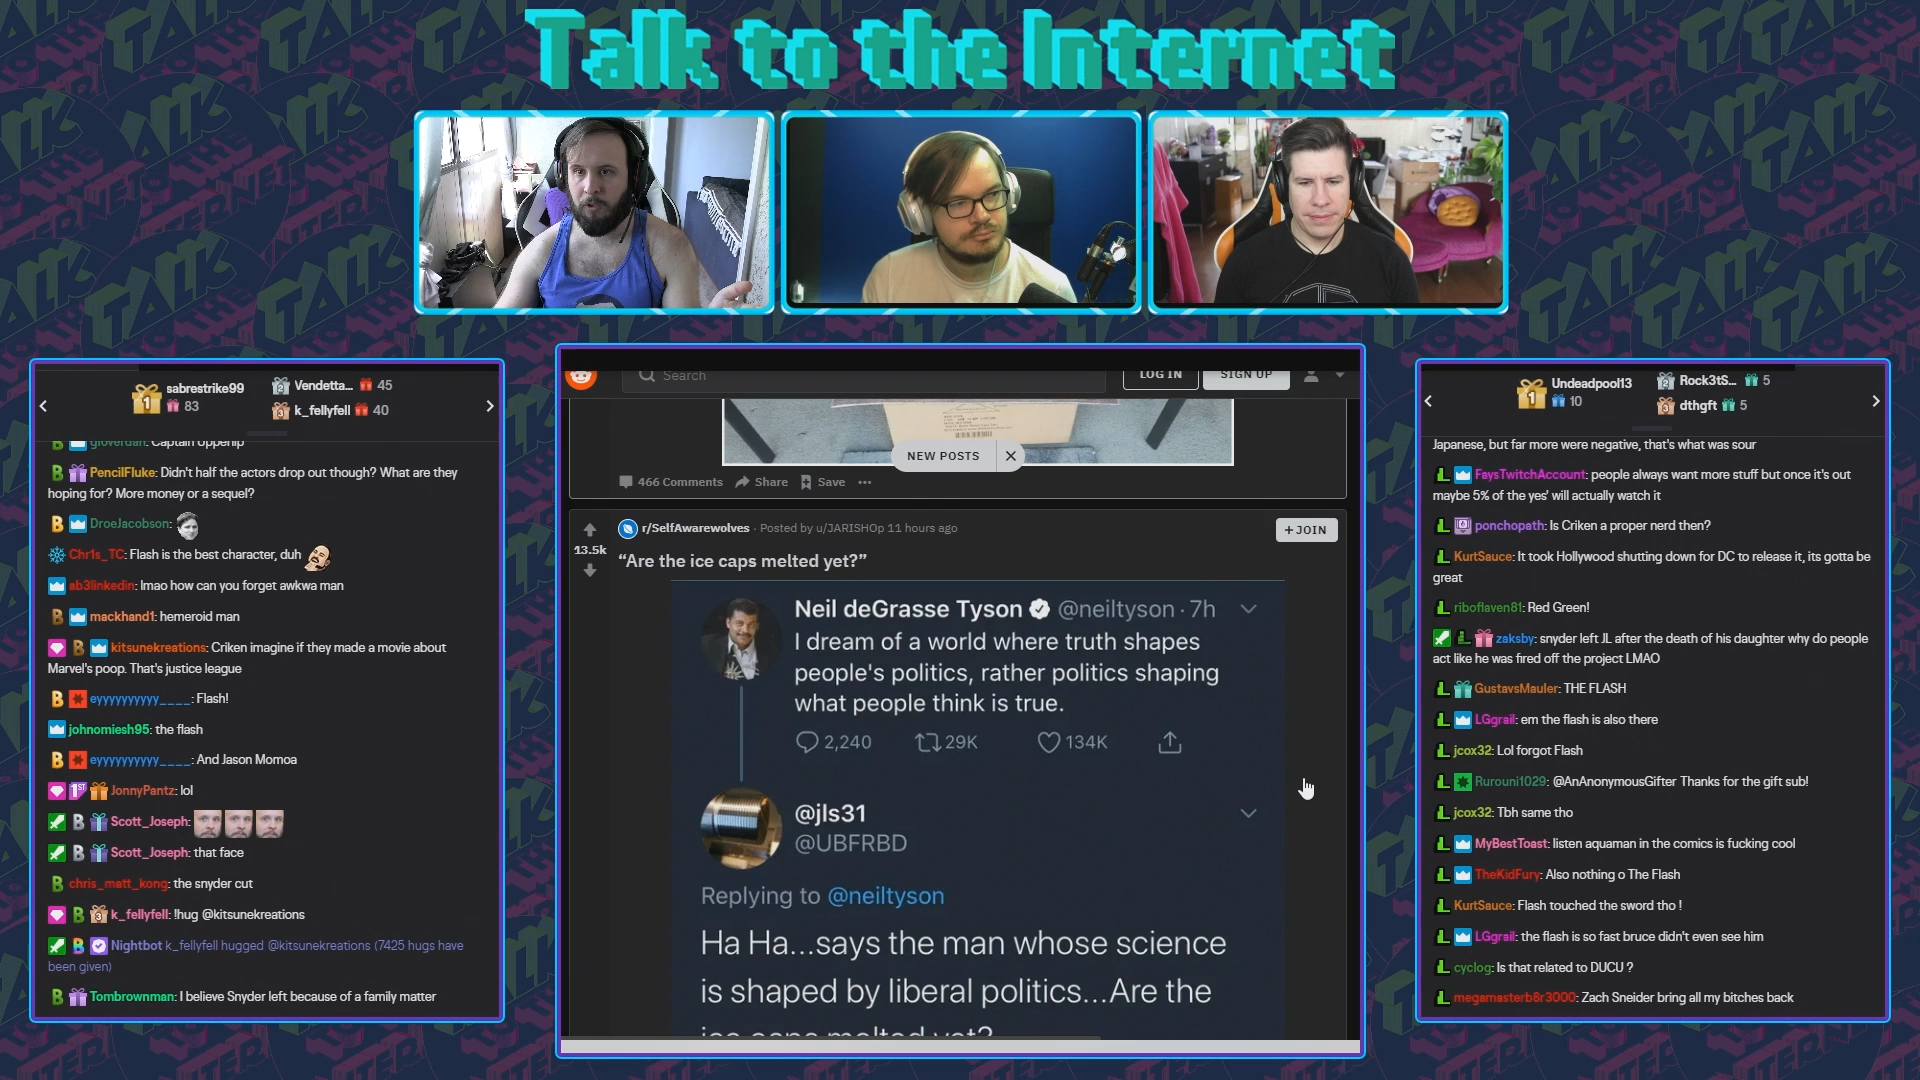 Talk to the Internet
sabrestrike99
83
Vendetta... 45
k_fellyfell 40
gloverdan: Captain Upperlip
PencilFluke: Didn't half the actors drop out though? What are they
hoping for? More money or a sequel?
DroeJacobson:
Chr1s_TC: Flash is the best character, duh
ab3linkedin: lmao how can you forget awkwa man
mackhand1: hemeroid man
kitsunekreations: Criken imagine if they made a movie about
Marvel's poop. That's justice league
eyyyyyyyyyy____: Flash!
johnomiesh95: the flash
eyyyyyyyyyy____: And Jason Momoa
JonnyPantz: lol
Scott_Joseph:
Scott_Joseph: that face
chris_matt_kong: the snyder cut
k_fellyfell: !hug @kitsunekreations
Nightbot k_fellyfell hugged @kitsunekreations (7425 hugs have
been given)
Tombrownman: I believe Snyder left because of a family matter
Search
LOG IN
SIGN UP
NEW POSTS
466 Comments
Share
Save
r/SelfAwarewolves · Posted by u/JARISHOp 11 hours ago
+ JOIN
13.5k
“Are the ice caps melted yet?”
Neil deGrasse Tyson @neiltyson · 7h
I dream of a world where truth shapes
people's politics, rather politics shaping
what people think is true.
2,240
29K
134K
@jls31
@UBFRBD
Replying to @neiltyson
Ha Ha...says the man whose science
is shaped by liberal politics...Are the
ice caps melted yet?
Undeadpool13
10
Rock3tS... 5
dthgft 5
Japanese, but far more were negative, that's what was sour
FaysTwitchAccount: people always want more stuff but once it's out
maybe 5% of the yes' will actually watch it
ponchopath: Is Criken a proper nerd then?
KurtSauce: It took Hollywood shutting down for DC to release it, its gotta be
great
riboflaven81: Red Green!
zaksby: snyder left JL after the death of his daughter why do people
act like he was fired off the project LMAO
GustavsMauler: THE FLASH
LGgrail: em the flash is also there
jcox32: Lol forgot Flash
Rurouni1029: @AnAnonymousGifter Thanks for the gift sub!
jcox32: Tbh same tho
MyBestToast: listen aquaman in the comics is fucking cool
TheKidFury: Also nothing o The Flash
KurtSauce: Flash touched the sword tho !
LGgrail: the flash is so fast bruce didn't even see him
cyclog: Is that related to DUCU ?
megamasterb8r3000: Zach Sneider bring all my bitches back